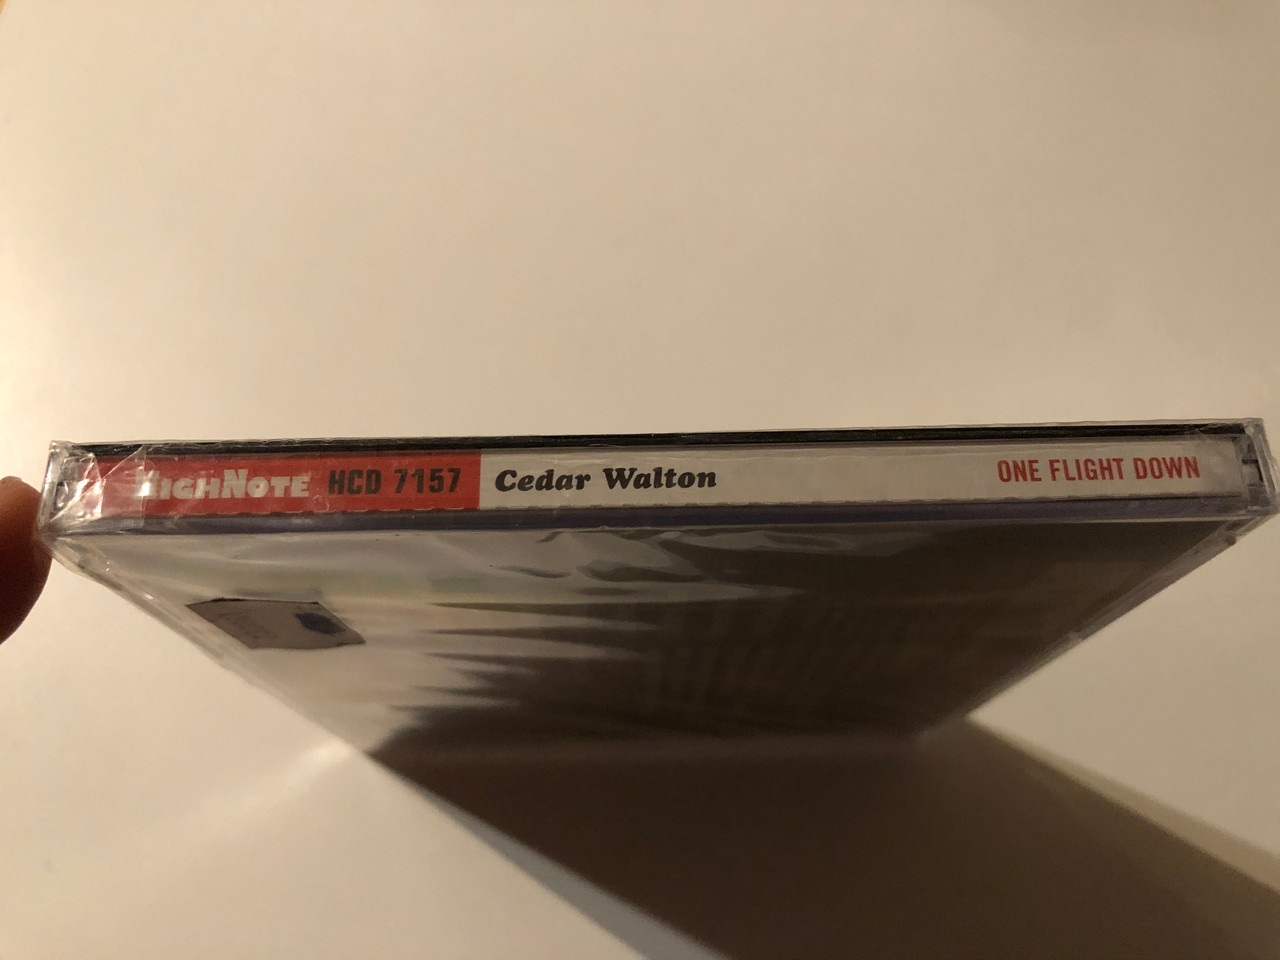 HIGHNOTE HCD 7157 Cedar Walton ONE FLIGHT DOWN